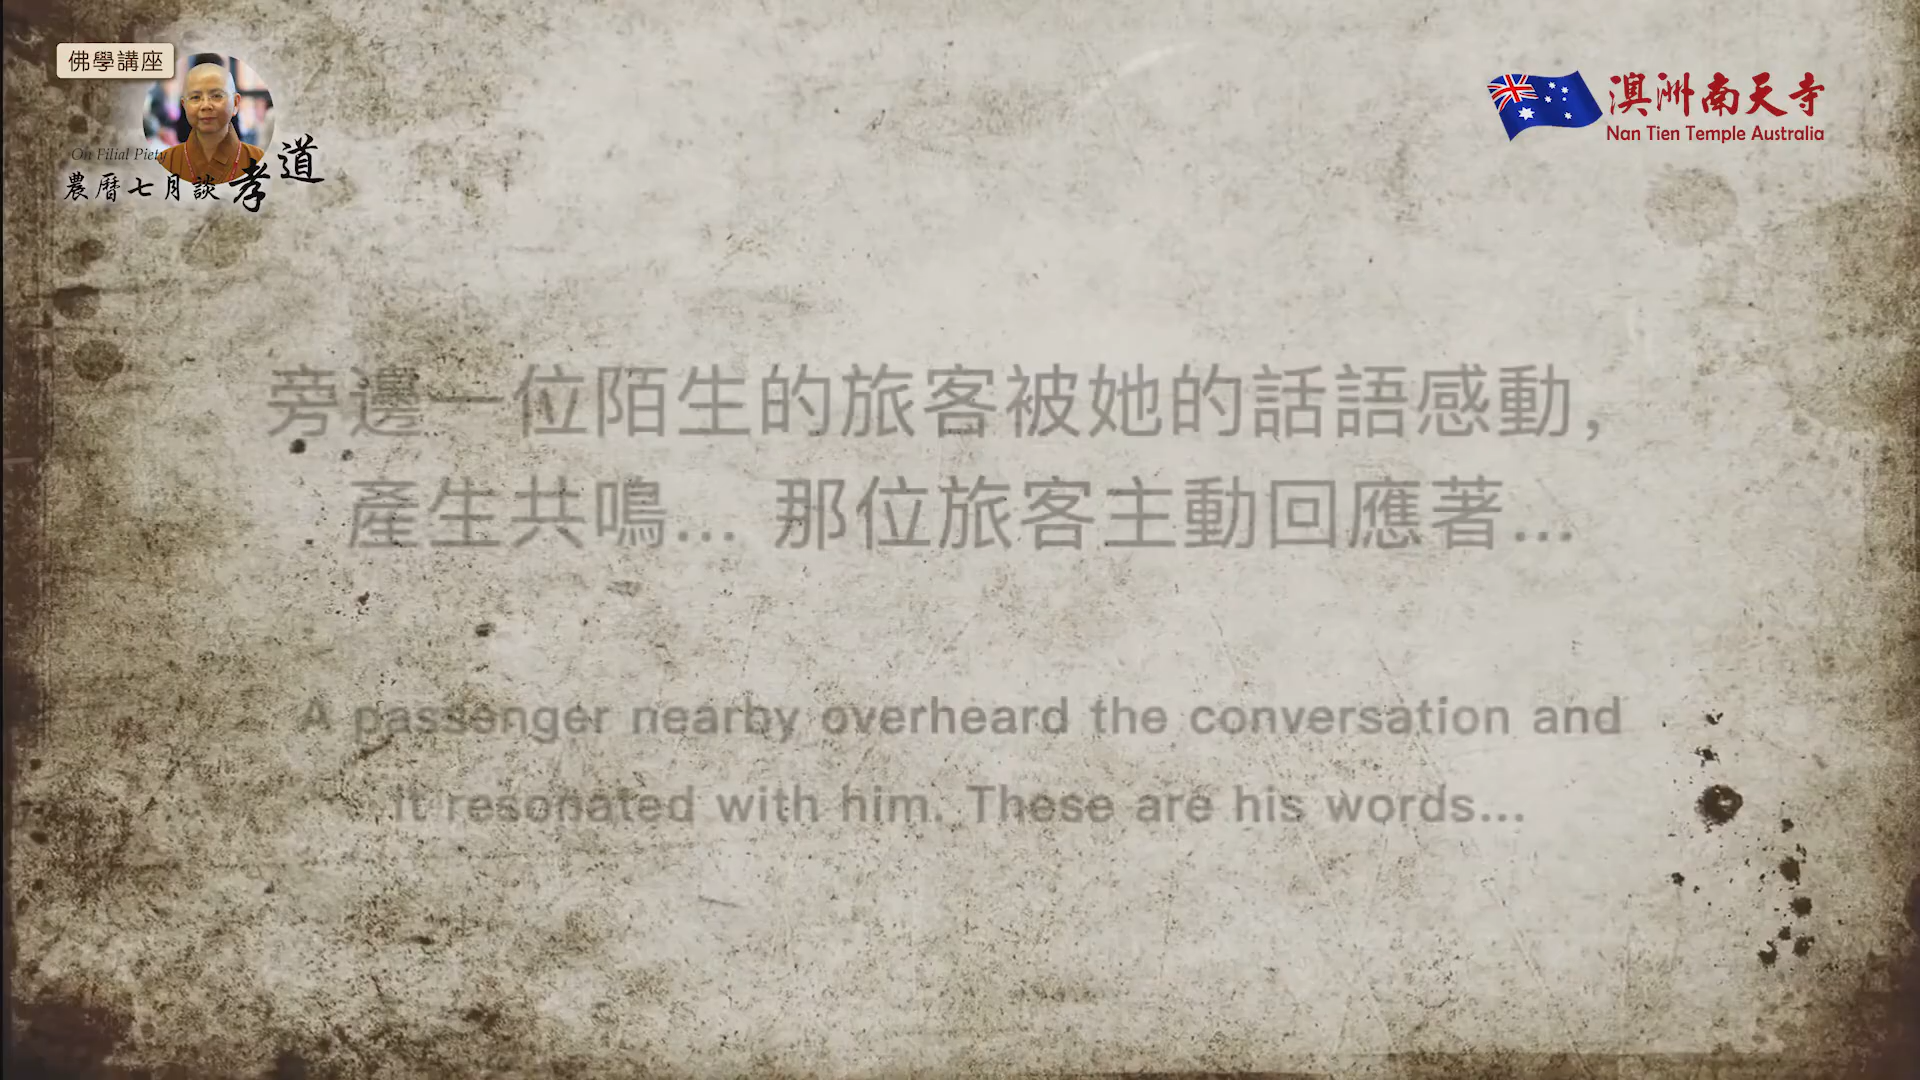 佛學講座
On Filial Piety
農曆七月談孝道
澳洲南天寺
Nan Tien Temple Australia
旁邊一位陌生的旅客被她的話語感動,
產生共鳴... 那位旅客主動回應著...
A passenger nearby overheard the conversation and
it resonated with him. These are his words...